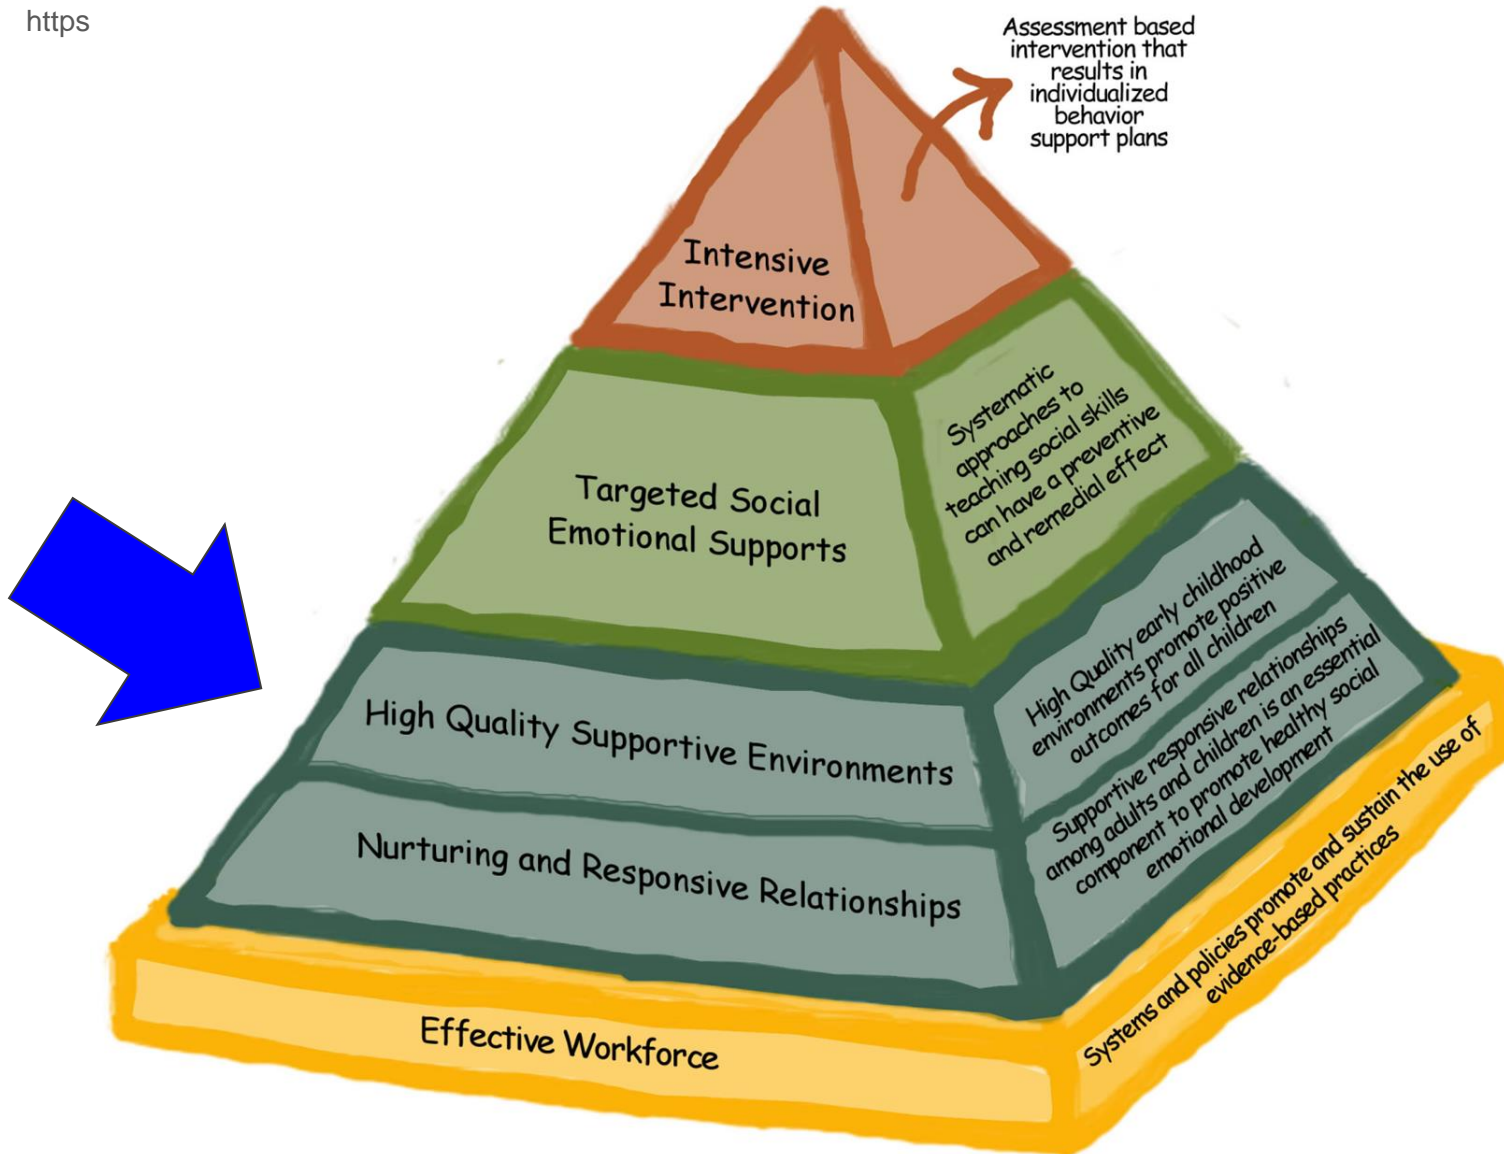 https
Assessment based
intervention that
results in
individualized
behavior
support plans
Intensive
Intervention
Systematic
approaches to
teaching social skills
can have a preventive
and remedial effect
Targeted Social
Emotional Supports
High Quality early childhood
environments promote positive
outcomes for all children
High Quality Supportive Environments
Supportive responsive relationships
among adults and children is an essential
component to promote healthy social
emotional development
Nurturing and Responsive Relationships
Systems and policies promote and sustain the use of
evidence-based practices
Effective Workforce